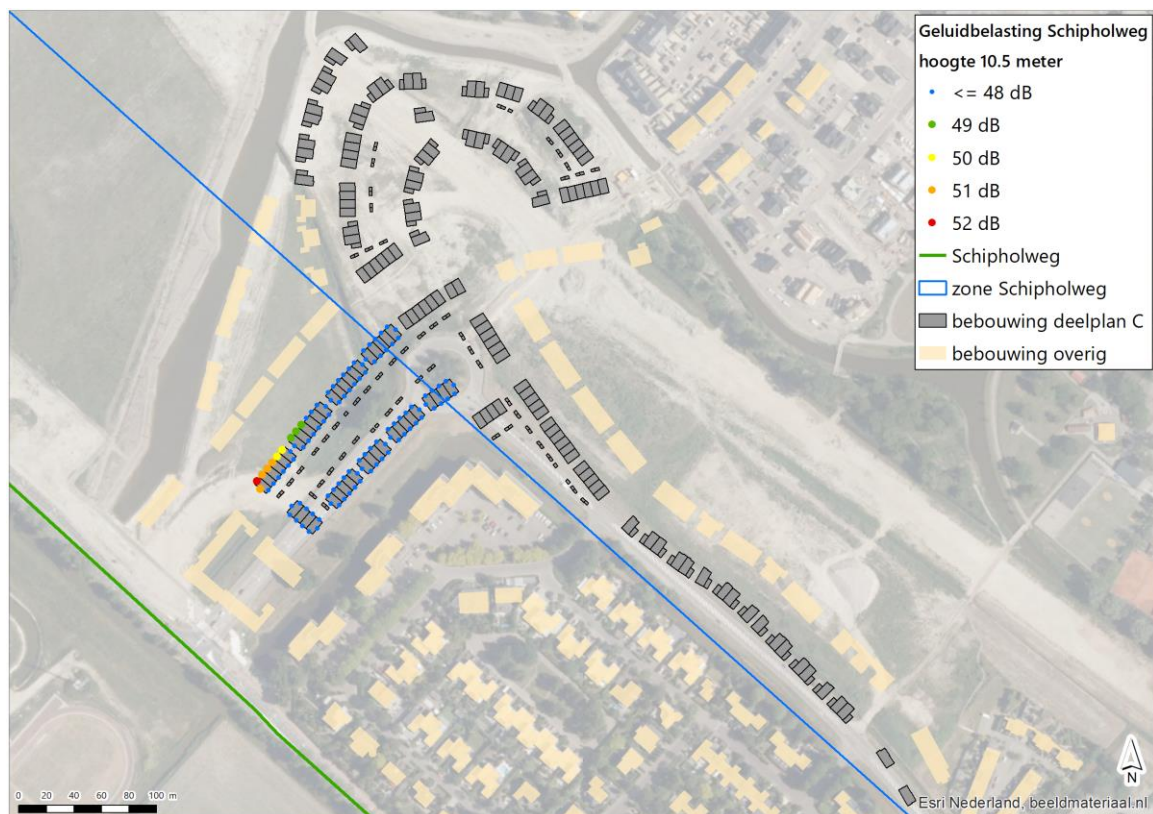 Geluidbelasting Schipholweg
hoogte 10.5 meter
<= 48 dB
49 dB
50 dB
51 dB
52 dB
Schipholweg
zone Schipholweg
bebouwing deelplan C
bebouwing overig
0 20 40 60 80 100 m
N
Esri Nederland, beeldmateriaal.nl